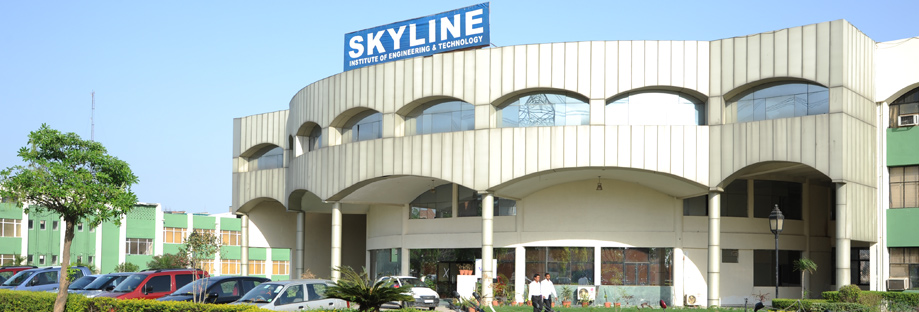 SKYLINE
INSTITUTE OF ENGINEERING & TECHNOLOGY